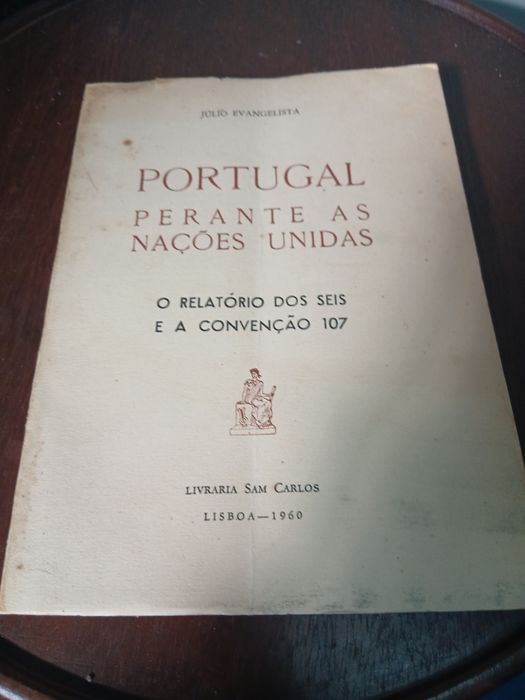 JÚLIO EVANGELISTA
PORTUGAL
PERANTE AS
NAÇÕES UNIDAS
O RELATÓRIO DOS SEIS
E A CONVENÇÃO 107
LIVRARIA SAM CARLOS
LISBOA—1960